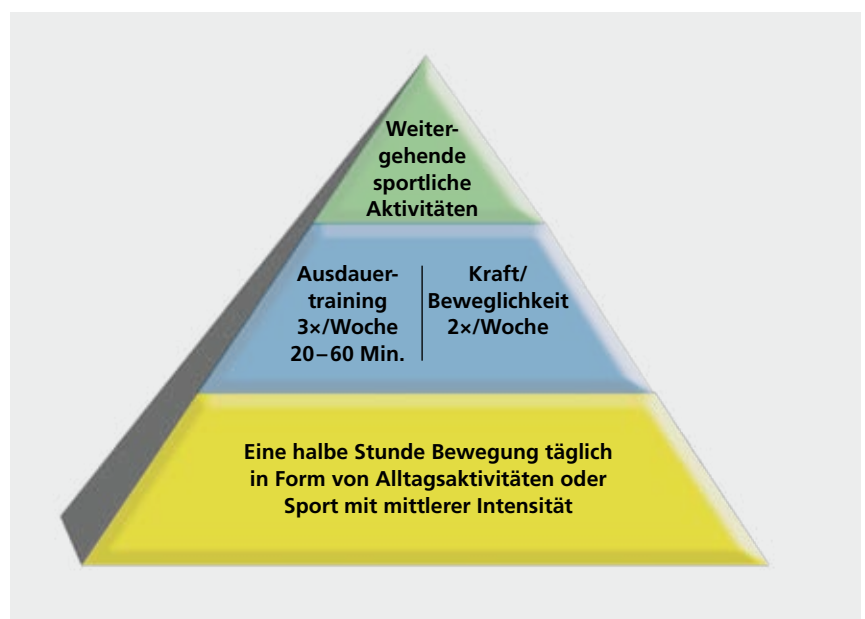 Weiter-
gehende
sportliche
Aktivitäten
Ausdauer-
training
3×/Woche
20–60 Min.
Kraft/
Beweglichkeit
2×/Woche
Eine halbe Stunde Bewegung täglich
in Form von Alltagsaktivitäten oder
Sport mit mittlerer Intensität